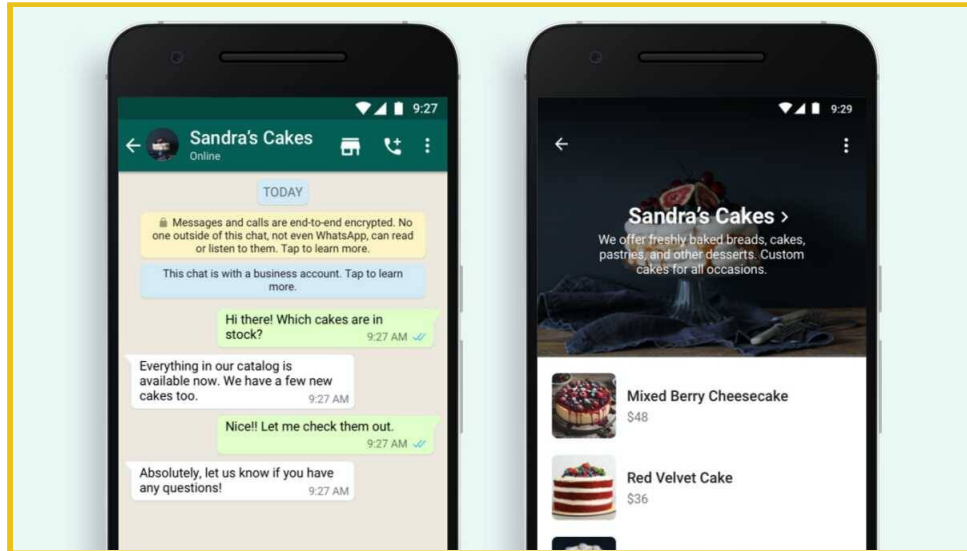 9:27
Sandra's Cakes
Online
TODAY
Messages and calls are end-to-end encrypted. No
one outside of this chat, not even WhatsApp, can read
or listen to them. Tap to learn more.
This chat is with a business account. Tap to learn
more.
Hi there! Which cakes are in
stock?
9:27 AM
Everything in our catalog is
available now. We have a few new
cakes too.
9:27 AM
Nice!! Let me check them out.
9:27 AM
Absolutely, let us know if you have
any questions!
9:27 AM
9:29
Sandra's Cakes >
We offer freshly baked breads, cakes,
pastries, and other desserts. Custom
cakes for all occasions.
Mixed Berry Cheesecake
$48
Red Velvet Cake
$36